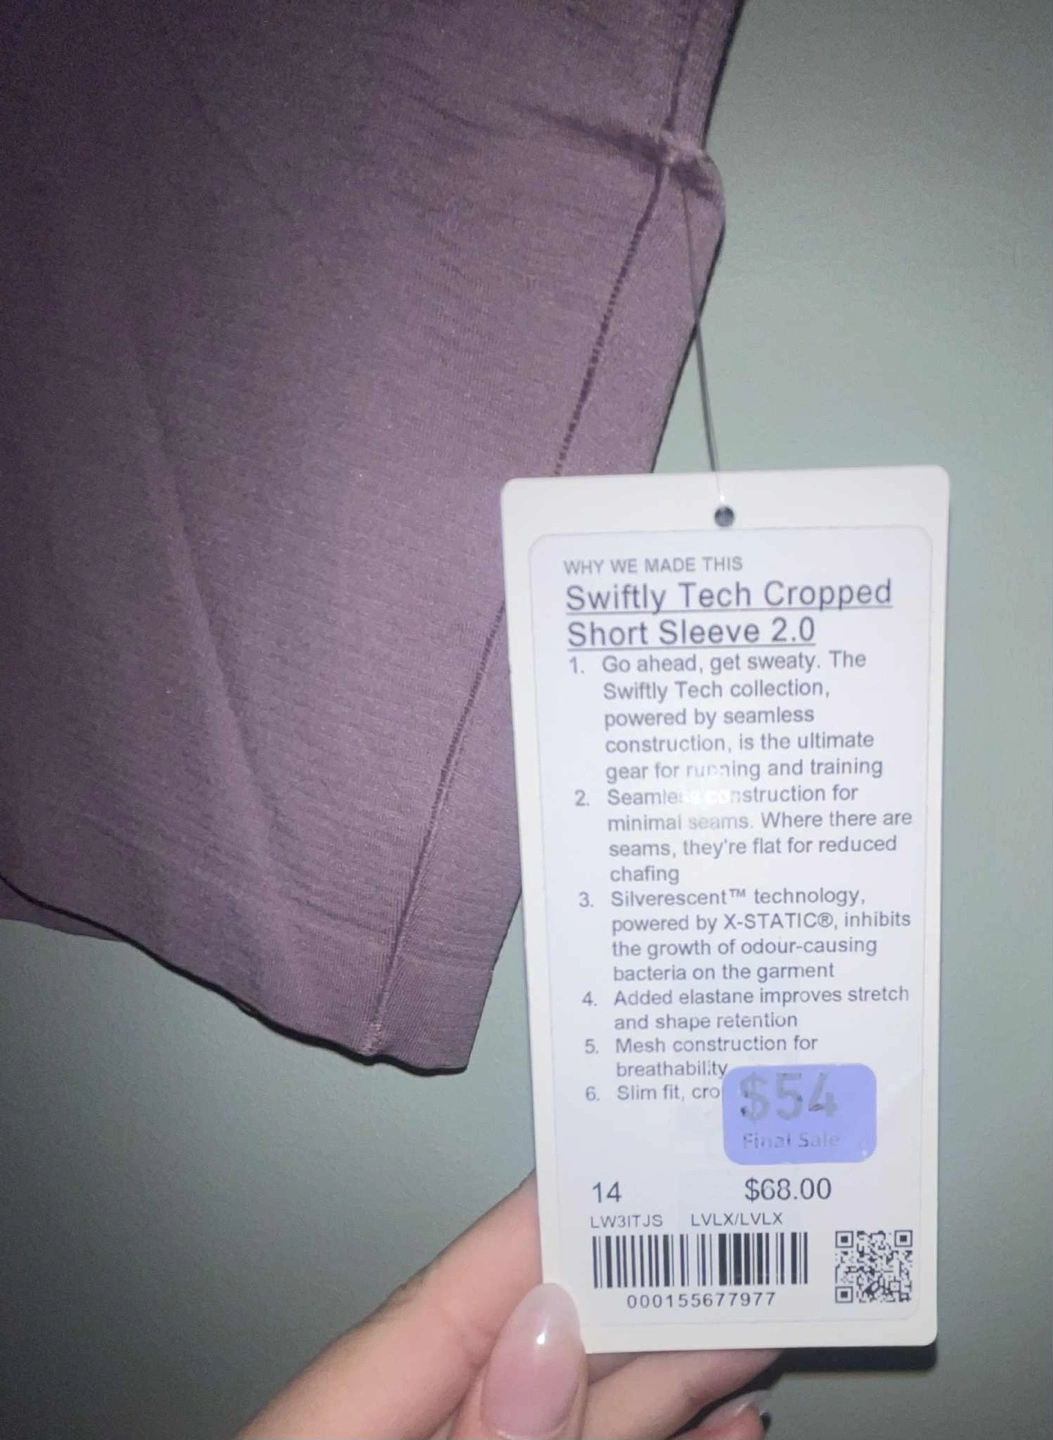 WHY WE MADE THIS
Swiftly Tech Cropped
Short Sleeve 2.0
1. Go ahead, get sweaty. The
Swiftly Tech collection,
powered by seamless
construction, is the ultimate
gear for running and training
2. Seamless construction for
minimal seams. Where there are
seams, they're flat for reduced
chafing
3. Silverescent™ technology,
powered by X-STATIC®, inhibits
the growth of odour-causing
bacteria on the garment
4. Added elastane improves stretch
and shape retention
5. Mesh construction for
breathability
6. Slim fit, cro
$54
Final Sale
14 $68.00
LW3ITJS LVLX/LVLX
000155677977